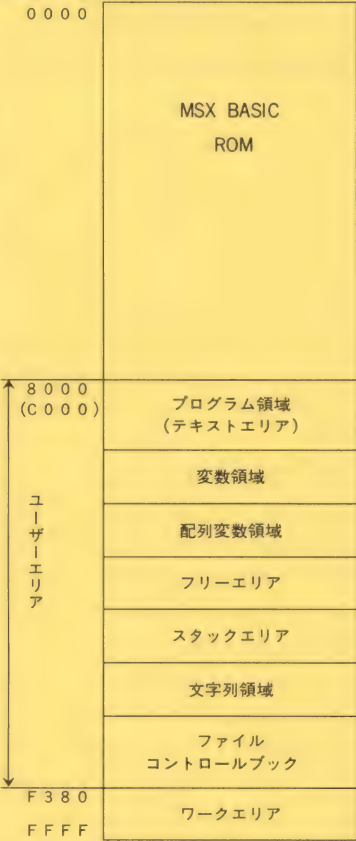 0000
MSX BASIC
ROM
8000
(C000)
プログラム領域
(テキストエリア)
変数領域
ユーザーエリア
配列変数領域
フリーエリア
スタックエリア
文字列領域
ファイル
コントロールブック
F380
ワークエリア
FFFF